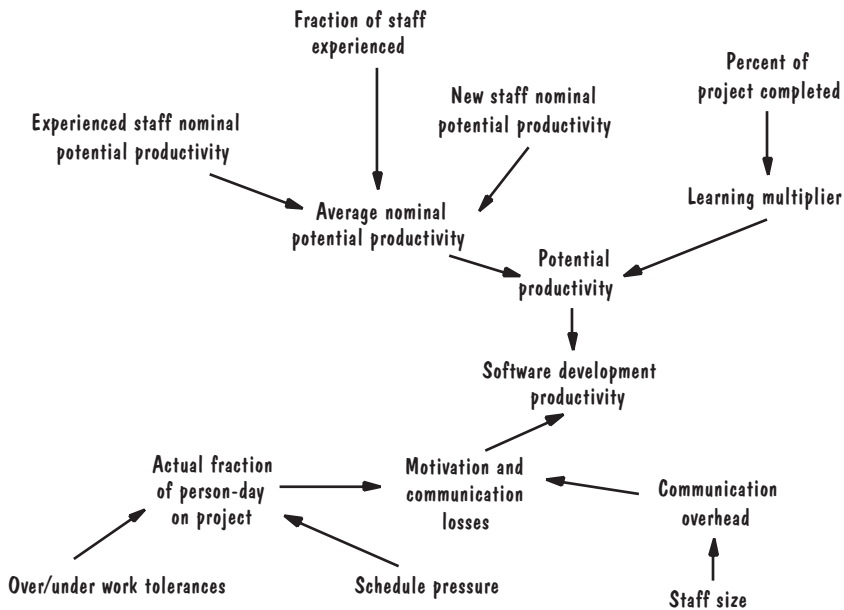 Fraction of staff
experienced
Percent of
project completed
New staff nominal
potential productivity
Experienced staff nominal
potential productivity
Learning multiplier
Average nominal
potential productivity
Potential
productivity
Software development
productivity
Actual fraction
of person-day
on project
Motivation and
communication
losses
Communication
overhead
Over/under work tolerances
Schedule pressure
Staff size